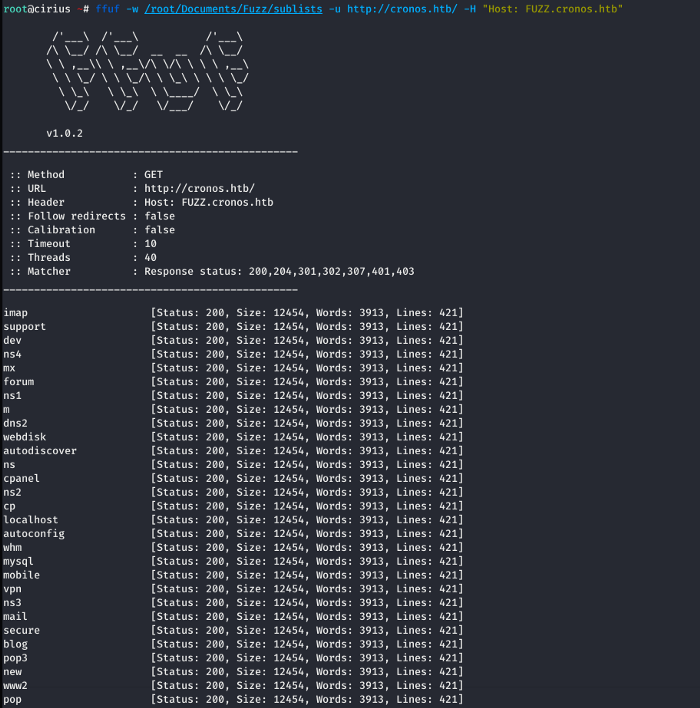 root@cirius ~# ffuf -w /root/Documents/Fuzz/sublists -u http://cronos.htb/ -H "Host: FUZZ.cronos.htb"
v1.0.2
________________________________________________
:: Method : GET
:: URL : http://cronos.htb/
:: Header : Host: FUZZ.cronos.htb
:: Follow redirects : false
:: Calibration : false
:: Timeout : 10
:: Threads : 40
:: Matcher : Response status: 200,204,301,302,307,401,403
________________________________________________
imap [Status: 200, Size: 12454, Words: 3913, Lines: 421]
support [Status: 200, Size: 12454, Words: 3913, Lines: 421]
dev [Status: 200, Size: 12454, Words: 3913, Lines: 421]
ns4 [Status: 200, Size: 12454, Words: 3913, Lines: 421]
mx [Status: 200, Size: 12454, Words: 3913, Lines: 421]
forum [Status: 200, Size: 12454, Words: 3913, Lines: 421]
ns1 [Status: 200, Size: 12454, Words: 3913, Lines: 421]
m [Status: 200, Size: 12454, Words: 3913, Lines: 421]
dns2 [Status: 200, Size: 12454, Words: 3913, Lines: 421]
webdisk [Status: 200, Size: 12454, Words: 3913, Lines: 421]
autodiscover [Status: 200, Size: 12454, Words: 3913, Lines: 421]
ns [Status: 200, Size: 12454, Words: 3913, Lines: 421]
cpanel [Status: 200, Size: 12454, Words: 3913, Lines: 421]
ns2 [Status: 200, Size: 12454, Words: 3913, Lines: 421]
cp [Status: 200, Size: 12454, Words: 3913, Lines: 421]
localhost [Status: 200, Size: 12454, Words: 3913, Lines: 421]
autoconfig [Status: 200, Size: 12454, Words: 3913, Lines: 421]
whm [Status: 200, Size: 12454, Words: 3913, Lines: 421]
mysql [Status: 200, Size: 12454, Words: 3913, Lines: 421]
mobile [Status: 200, Size: 12454, Words: 3913, Lines: 421]
vpn [Status: 200, Size: 12454, Words: 3913, Lines: 421]
ns3 [Status: 200, Size: 12454, Words: 3913, Lines: 421]
mail [Status: 200, Size: 12454, Words: 3913, Lines: 421]
secure [Status: 200, Size: 12454, Words: 3913, Lines: 421]
blog [Status: 200, Size: 12454, Words: 3913, Lines: 421]
pop3 [Status: 200, Size: 12454, Words: 3913, Lines: 421]
new [Status: 200, Size: 12454, Words: 3913, Lines: 421]
www2 [Status: 200, Size: 12454, Words: 3913, Lines: 421]
pop [Status: 200, Size: 12454, Words: 3913, Lines: 421]